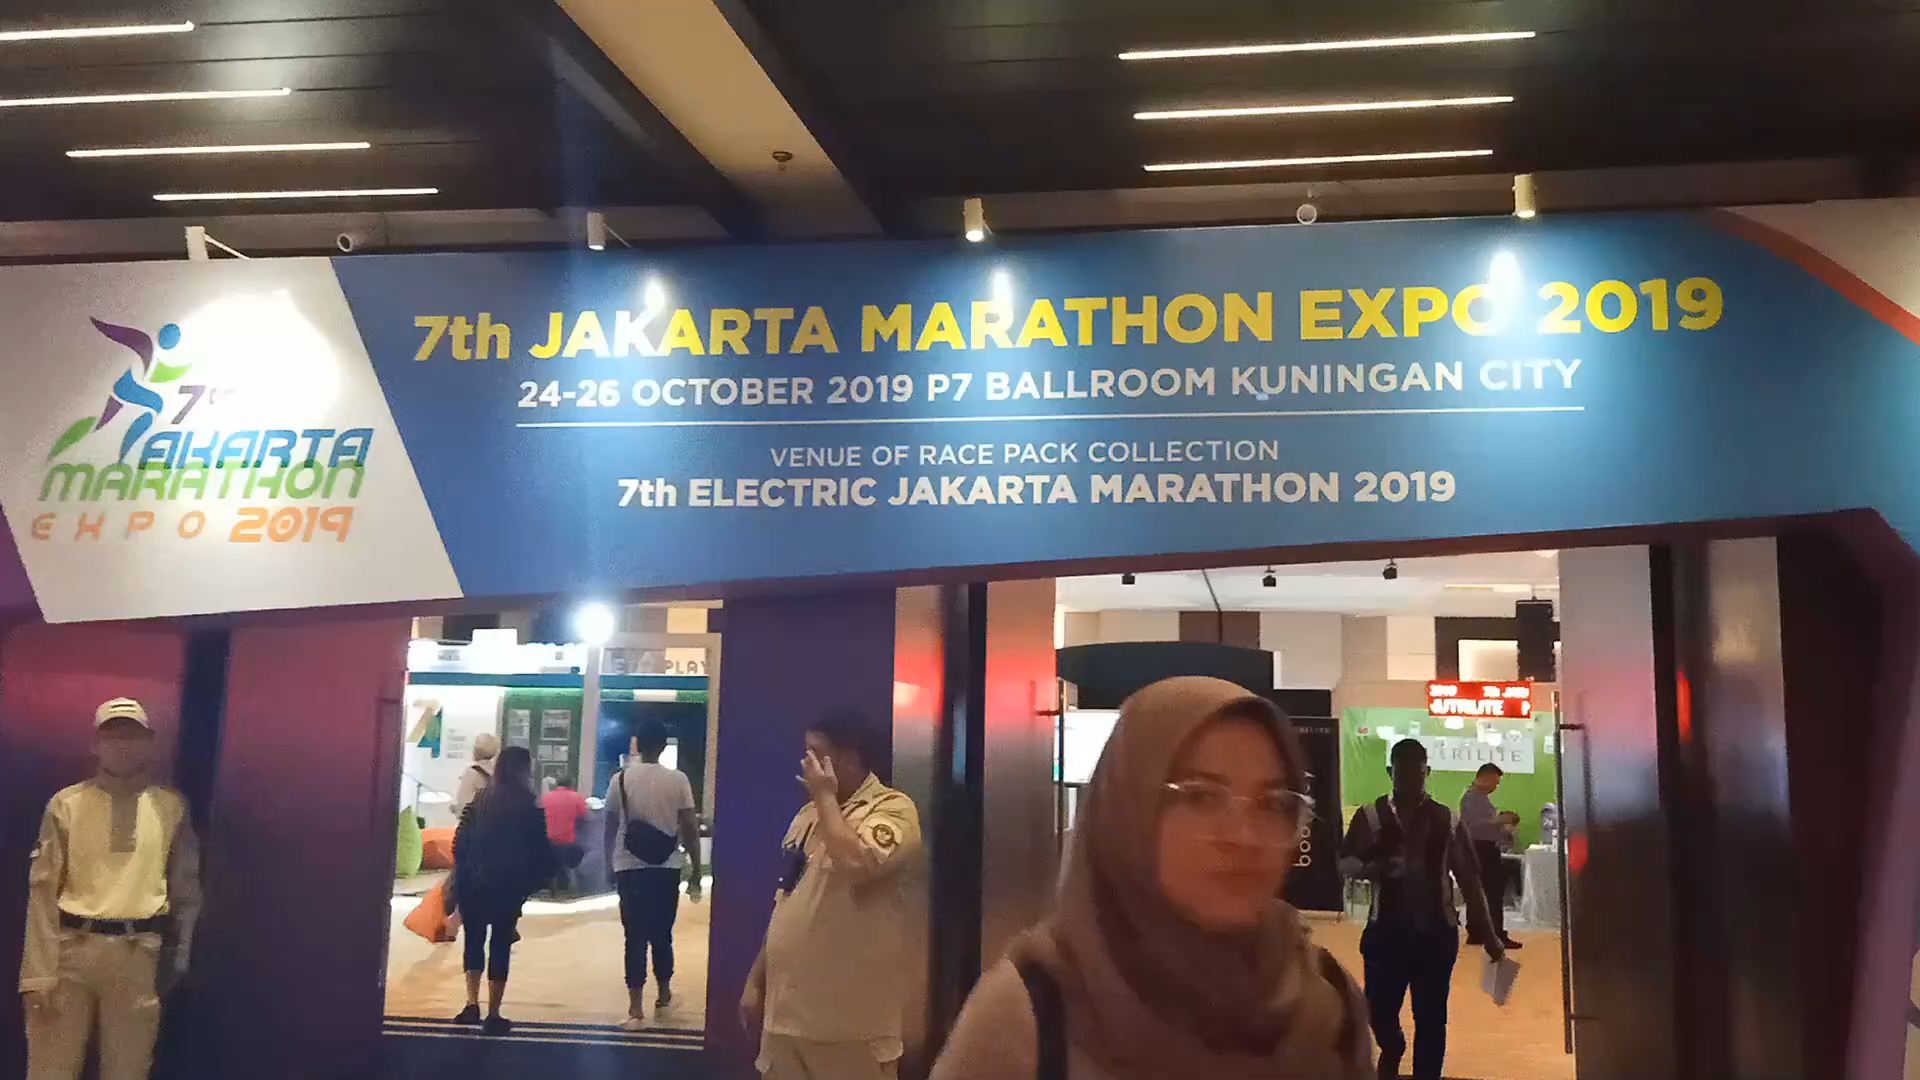 7th JAKARTA MARATHON EXPO 2019
24-26 OCTOBER 2019 P7 BALLROOM KUNINGAN CITY
VENUE OF RACE PACK COLLECTION
7th ELECTRIC JAKARTA MARATHON 2019
7th
JAKARTA
MARATHON
EXPO 2019
PLAY